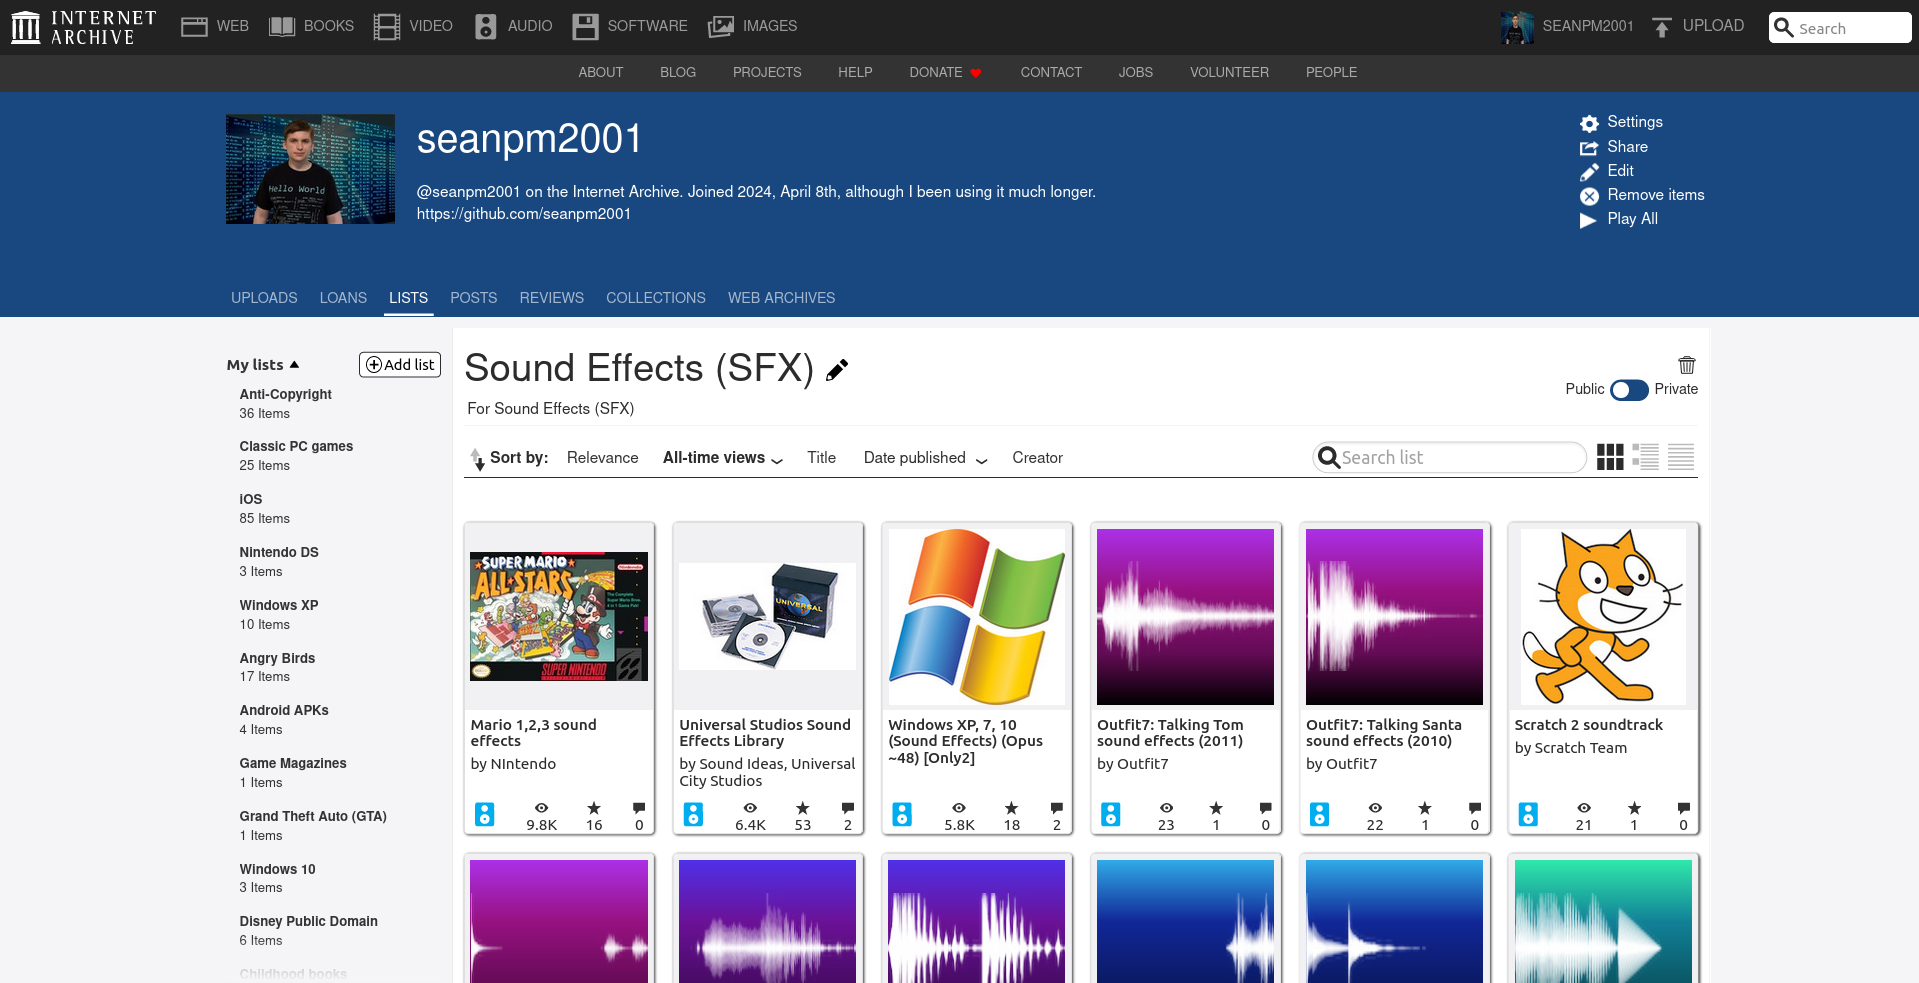 INTERNET ARCHIVE
WEB BOOKS VIDEO AUDIO SOFTWARE IMAGES SEANPM2001 UPLOAD Search
ABOUT BLOG PROJECTS HELP DONATE CONTACT JOBS VOLUNTEER PEOPLE
Hello World
seanpm2001
@seanpm2001 on the Internet Archive. Joined 2024, April 8th, although I been using it much longer.
https://github.com/seanpm2001
Settings
Share
Edit
Remove items
Play All
UPLOADS LOANS LISTS POSTS REVIEWS COLLECTIONS WEB ARCHIVES
My lists Add list
Anti-Copyright
36 Items
Classic PC games
25 Items
iOS
85 Items
Nintendo DS
3 Items
Windows XP
10 Items
Angry Birds
17 Items
Android APKs
4 Items
Game Magazines
1 Items
Grand Theft Auto (GTA)
1 Items
Windows 10
3 Items
Disney Public Domain
6 Items
Childhood books
Sound Effects (SFX)
For Sound Effects (SFX)
Public Private
Sort by: Relevance All-time views Title Date published Creator Search list
SUPER MARIO
ALL-STARS
Nintendo
SUPER NINTENDO
Mario 1,2,3 sound
effects
by NIntendo
9.8K 16 0
UNIVERSAL
Universal Studios Sound
Effects Library
by Sound Ideas, Universal
City Studios
6.4K 53 2
Windows XP, 7, 10
(Sound Effects) (Opus
~48) [Only2]
5.8K 18 2
Outfit7: Talking Tom
sound effects (2011)
by Outfit7
23 1 0
Outfit7: Talking Santa
sound effects (2010)
by Outfit7
22 1 0
Scratch 2 soundtrack
by Scratch Team
21 1 0